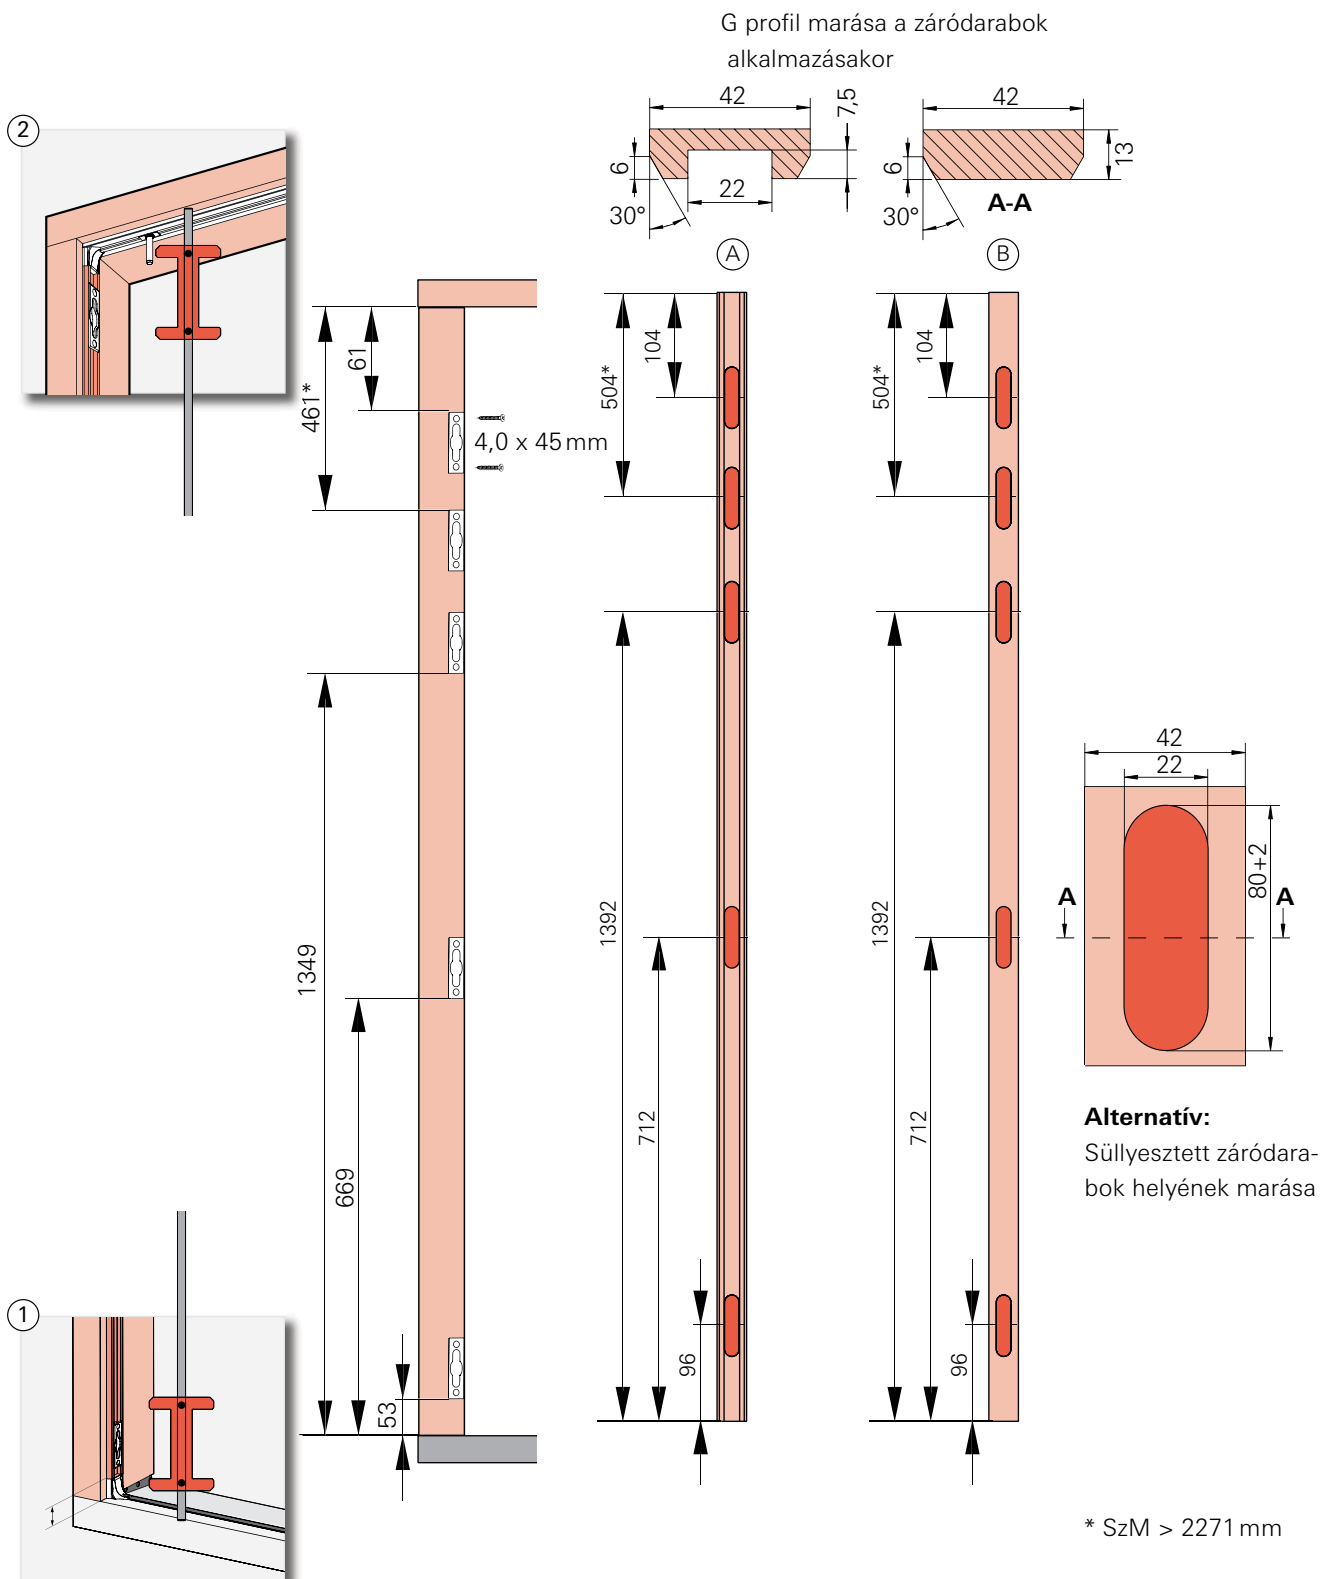 G profil marása a záródarabok
alkalmazásakor
42
7,5
6
22
30°
42
13
6
30°
A-A
2
A
B
461*
61
4,0 x 45 mm
504*
104
504*
104
1349
669
53
1392
712
96
1392
712
96
42
22
80+2
A
A
Alternatív:
Süllyesztett záródara-
bok helyének marása
1
* SzM > 2271 mm